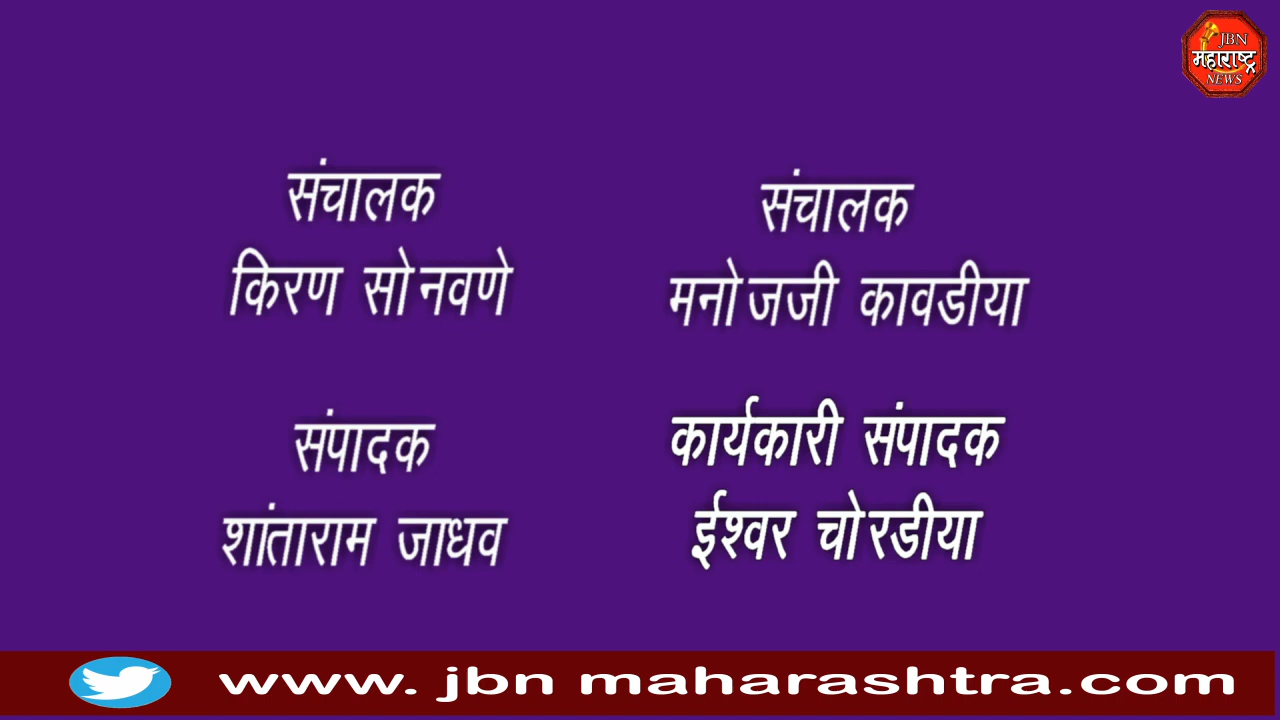 JBN
महाराष्ट्र
NEWS
संचालक
किरण सोनवणे
संचालक
मनोजजी कावडीया
संपादक
शांताराम जाधव
कार्यकारी संपादक
ईश्वर चोरडीया
www. jbn maharashtra.com